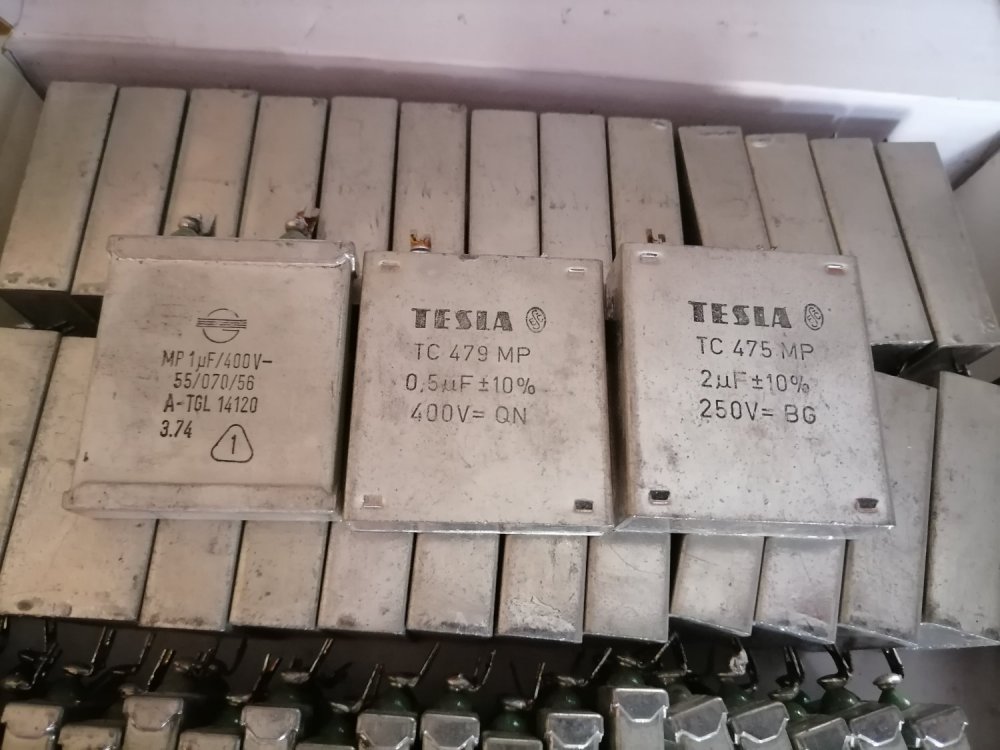 MP 1µF/400V-
55/070/56
A-TGL 14120
3.74 1
TESLA
TC 479 MP
0,5µF±10%
400V= QN
TESLA
TC 475 MP
2µF±10%
250V= BG